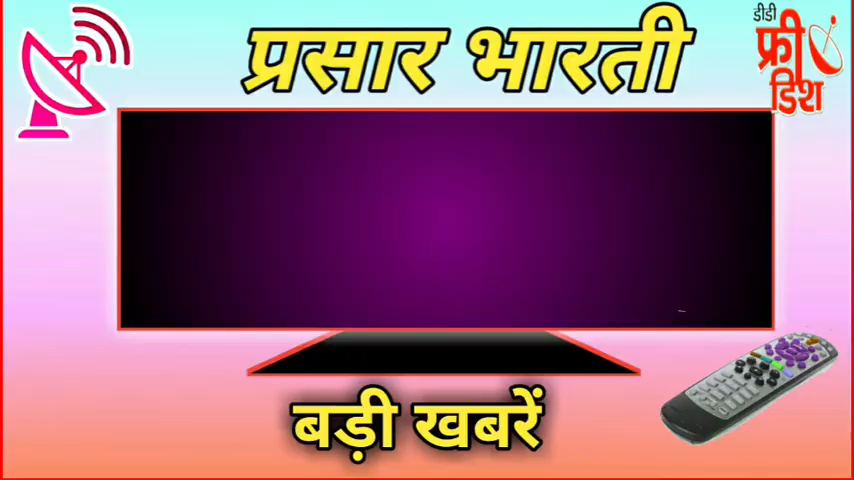 प्रसार भारती
डीडी
फ्री
डिश
बड़ी खबरें